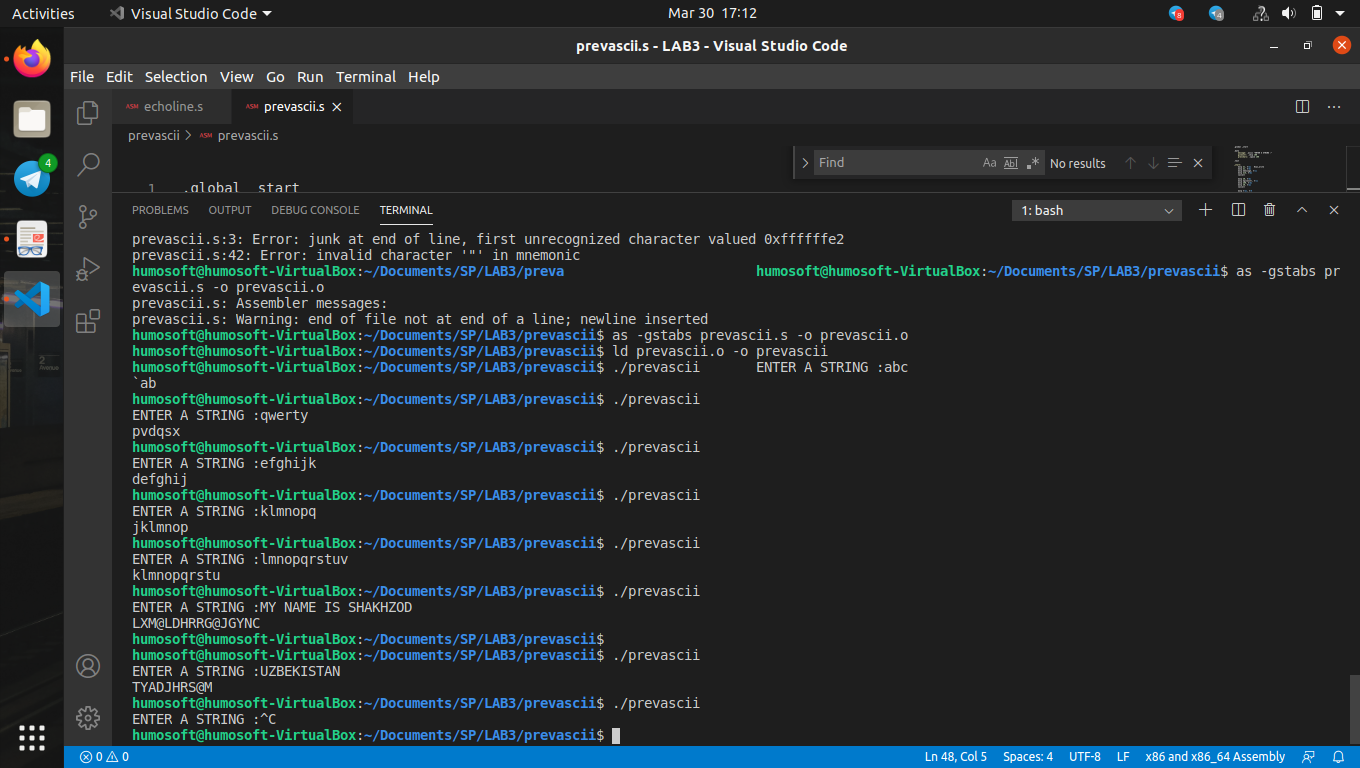 Activities
Visual Studio Code
Mar 30 17:12
8
4
prevascii.s - LAB3 - Visual Studio Code
File Edit Selection View Go Run Terminal Help
4
ASM echoline.s
ASM prevascii.s
prevascii > ASM prevascii.s
Find
Aa Abl .*
No results
1 .global _start
PROBLEMS OUTPUT DEBUG CONSOLE TERMINAL
1: bash
prevascii.s:3: Error: junk at end of line, first unrecognized character valued 0xffffffe2
prevascii.s:42: Error: invalid character '"' in mnemonic
humosoft@humosoft-VirtualBox:~/Documents/SP/LAB3/preva humosoft@humosoft-VirtualBox:~/Documents/SP/LAB3/prevascii$ as -gstabs pr
evascii.s -o prevascii.o
prevascii.s: Assembler messages:
prevascii.s: Warning: end of file not at end of a line; newline inserted
humosoft@humosoft-VirtualBox:~/Documents/SP/LAB3/prevascii$ as -gstabs prevascii.s -o prevascii.o
humosoft@humosoft-VirtualBox:~/Documents/SP/LAB3/prevascii$ ld prevascii.o -o prevascii
humosoft@humosoft-VirtualBox:~/Documents/SP/LAB3/prevascii$ ./prevascii ENTER A STRING :abc
`ab
humosoft@humosoft-VirtualBox:~/Documents/SP/LAB3/prevascii$ ./prevascii
ENTER A STRING :qwerty
pvdqsx
humosoft@humosoft-VirtualBox:~/Documents/SP/LAB3/prevascii$ ./prevascii
ENTER A STRING :efghijk
defghij
humosoft@humosoft-VirtualBox:~/Documents/SP/LAB3/prevascii$ ./prevascii
ENTER A STRING :klmnopq
jklmnop
humosoft@humosoft-VirtualBox:~/Documents/SP/LAB3/prevascii$ ./prevascii
ENTER A STRING :lmnopqrstuv
klmnopqrstu
humosoft@humosoft-VirtualBox:~/Documents/SP/LAB3/prevascii$ ./prevascii
ENTER A STRING :MY NAME IS SHAKHZOD
LXM@LDHRRG@JGYNC
humosoft@humosoft-VirtualBox:~/Documents/SP/LAB3/prevascii$
humosoft@humosoft-VirtualBox:~/Documents/SP/LAB3/prevascii$ ./prevascii
ENTER A STRING :UZBEKISTAN
TYADJHRS@M
humosoft@humosoft-VirtualBox:~/Documents/SP/LAB3/prevascii$ ./prevascii
ENTER A STRING :^C
humosoft@humosoft-VirtualBox:~/Documents/SP/LAB3/prevascii$
0 0
Ln 48, Col 5 Spaces: 4 UTF-8 LF x86 and x86_64 Assembly